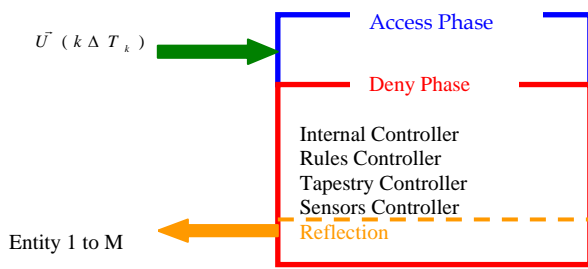 Access Phase
U⃗ ( k Δ T k )
Deny Phase
Internal Controller
Rules Controller
Tapestry Controller
Sensors Controller
Reflection
Entity 1 to M